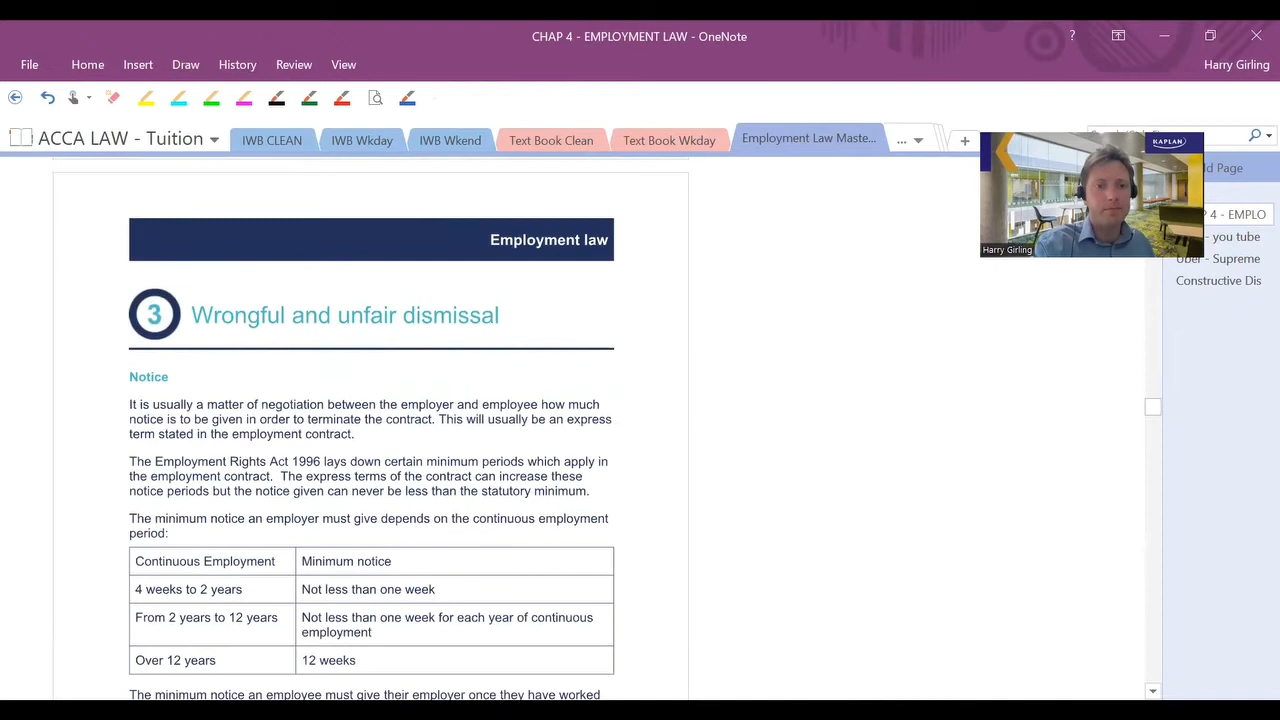 CHAP 4 - EMPLOYMENT LAW - OneNote
?
File Home Insert Draw History Review View
Harry Girling
ACCA LAW - Tuition
IWB CLEAN
IWB Wkday
IWB Wkend
Text Book Clean
Text Book Wkday
Employment Law Maste...
...
KAPLAN
Harry Girling
d Page
P 4 - EMPLO
- you tube
Uber - Supreme
Constructive Dis
Employment law
3 Wrongful and unfair dismissal
Notice
It is usually a matter of negotiation between the employer and employee how much
notice is to be given in order to terminate the contract. This will usually be an express
term stated in the employment contract.
The Employment Rights Act 1996 lays down certain minimum periods which apply in
the employment contract. The express terms of the contract can increase these
notice periods but the notice given can never be less than the statutory minimum.
The minimum notice an employer must give depends on the continuous employment
period:
Continuous Employment Minimum notice
4 weeks to 2 years Not less than one week
From 2 years to 12 years Not less than one week for each year of continuous
employment
Over 12 years 12 weeks
The minimum notice an employee must give their employer once they have worked